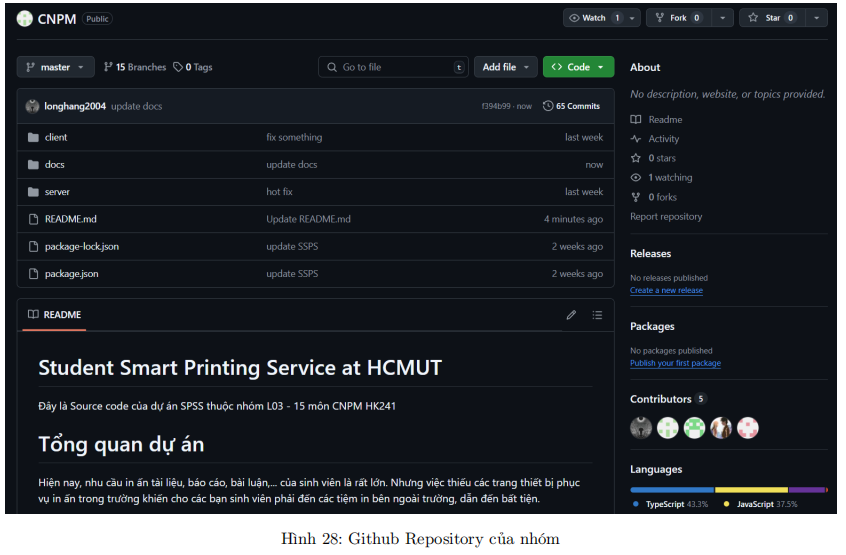 CNPM Public Watch 1 Fork 0 Star 0
master 15 Branches 0 Tags Go to file t Add file Code
longhang2004 update docs f394b99 · now 65 Commits
client fix something last week
docs update docs now
server hot fix last week
README.md Update README.md 4 minutes ago
package-lock.json update SSPS 2 weeks ago
package.json update SSPS 2 weeks ago
README
Student Smart Printing Service at HCMUT
Đây là Source code của dự án SPSS thuộc nhóm L03 - 15 môn CNPM HK241
Tổng quan dự án
Hiện nay, nhu cầu in ấn tài liệu, báo cáo, bài luận,... của sinh viên là rất lớn. Nhưng việc thiếu các trang thiết bị phục
vụ in ấn trong trường khiến cho các bạn sinh viên phải đến các tiệm in bên ngoài trường, dẫn đến bất tiện.
About
No description, website, or topics provided.
Readme
Activity
0 stars
1 watching
0 forks
Report repository
Releases
No releases published
Create a new release
Packages
No packages published
Publish your first package
Contributors 5
Languages
TypeScript 43.3% JavaScript 37.5%
Hình 28: Github Repository của nhóm